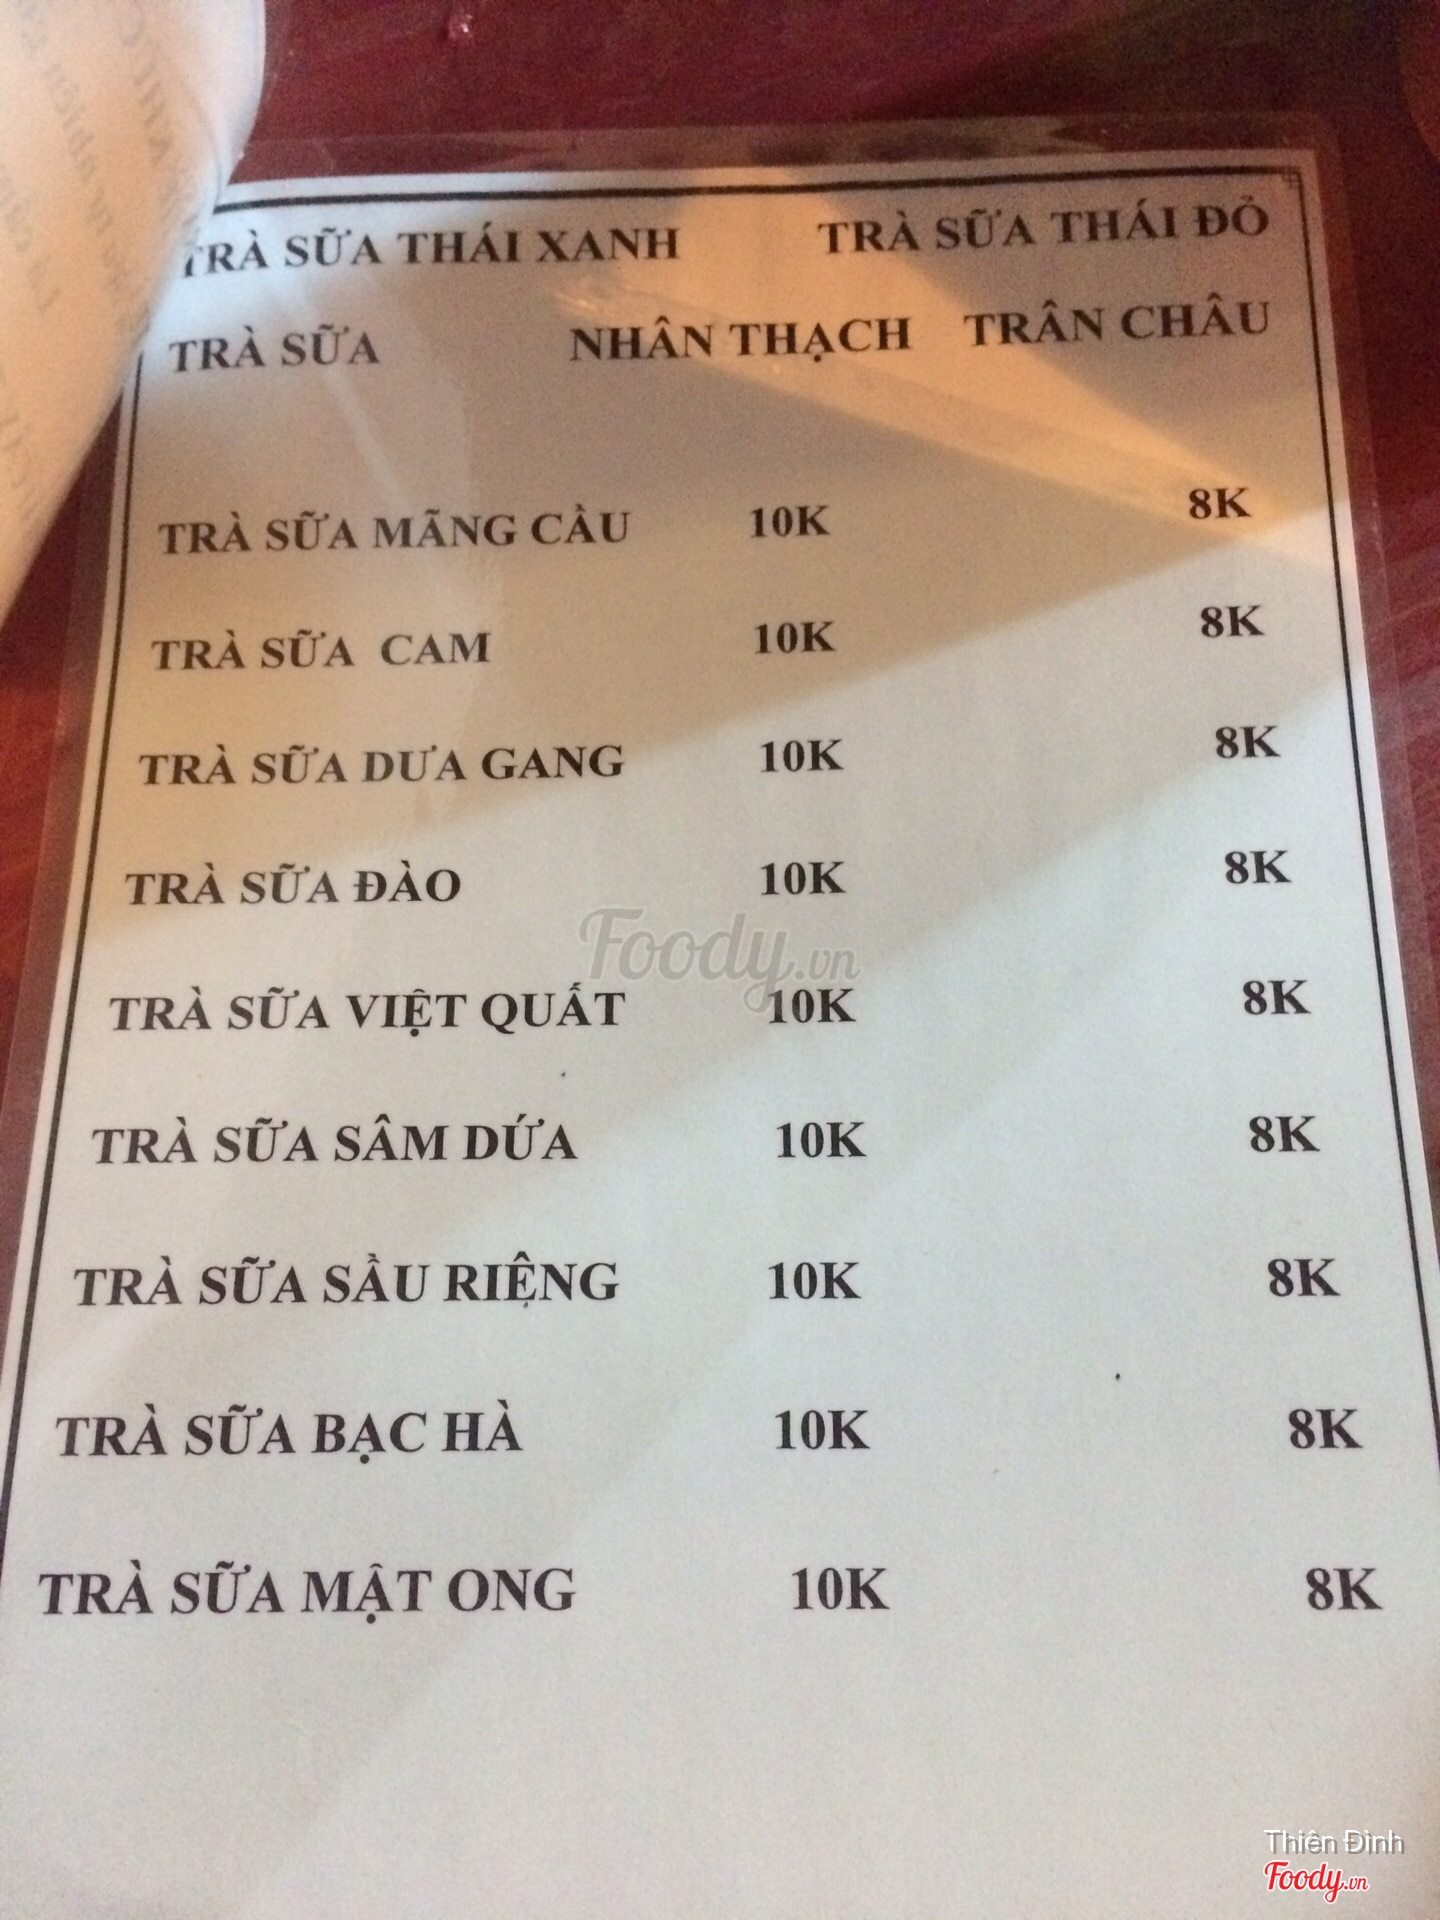 TRÀ SỮA THÁI XANH TRÀ SỮA THÁI ĐỎ
TRÀ SỮA NHÂN THẠCH TRÂN CHÂU
TRÀ SỮA MÃNG CẦU 10K 8K
TRÀ SỮA CAM 10K 8K
TRÀ SỮA DƯA GANG 10K 8K
TRÀ SỮA ĐÀO 10K 8K
Foody.vn
TRÀ SỮA VIỆT QUẤT 10K 8K
TRÀ SỮA SÂM DỨA 10K 8K
TRÀ SỮA SẦU RIÊNG 10K 8K
TRÀ SỮA BẠC HÀ 10K 8K
TRÀ SỮA MẬT ONG 10K 8K
Thiên Đình
Foody.vn